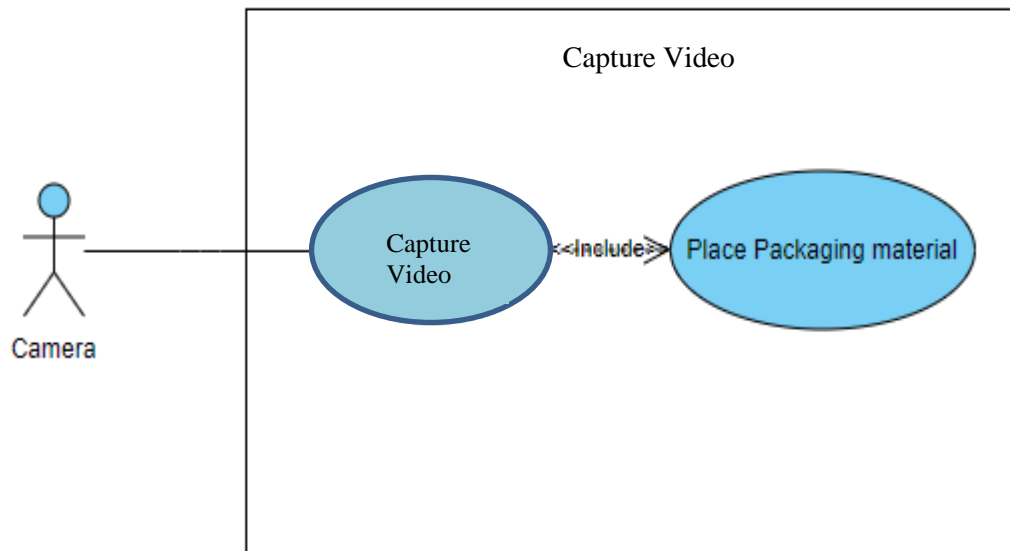 Capture Video
Capture
Video
<<Include>>
Place Packaging material
Camera